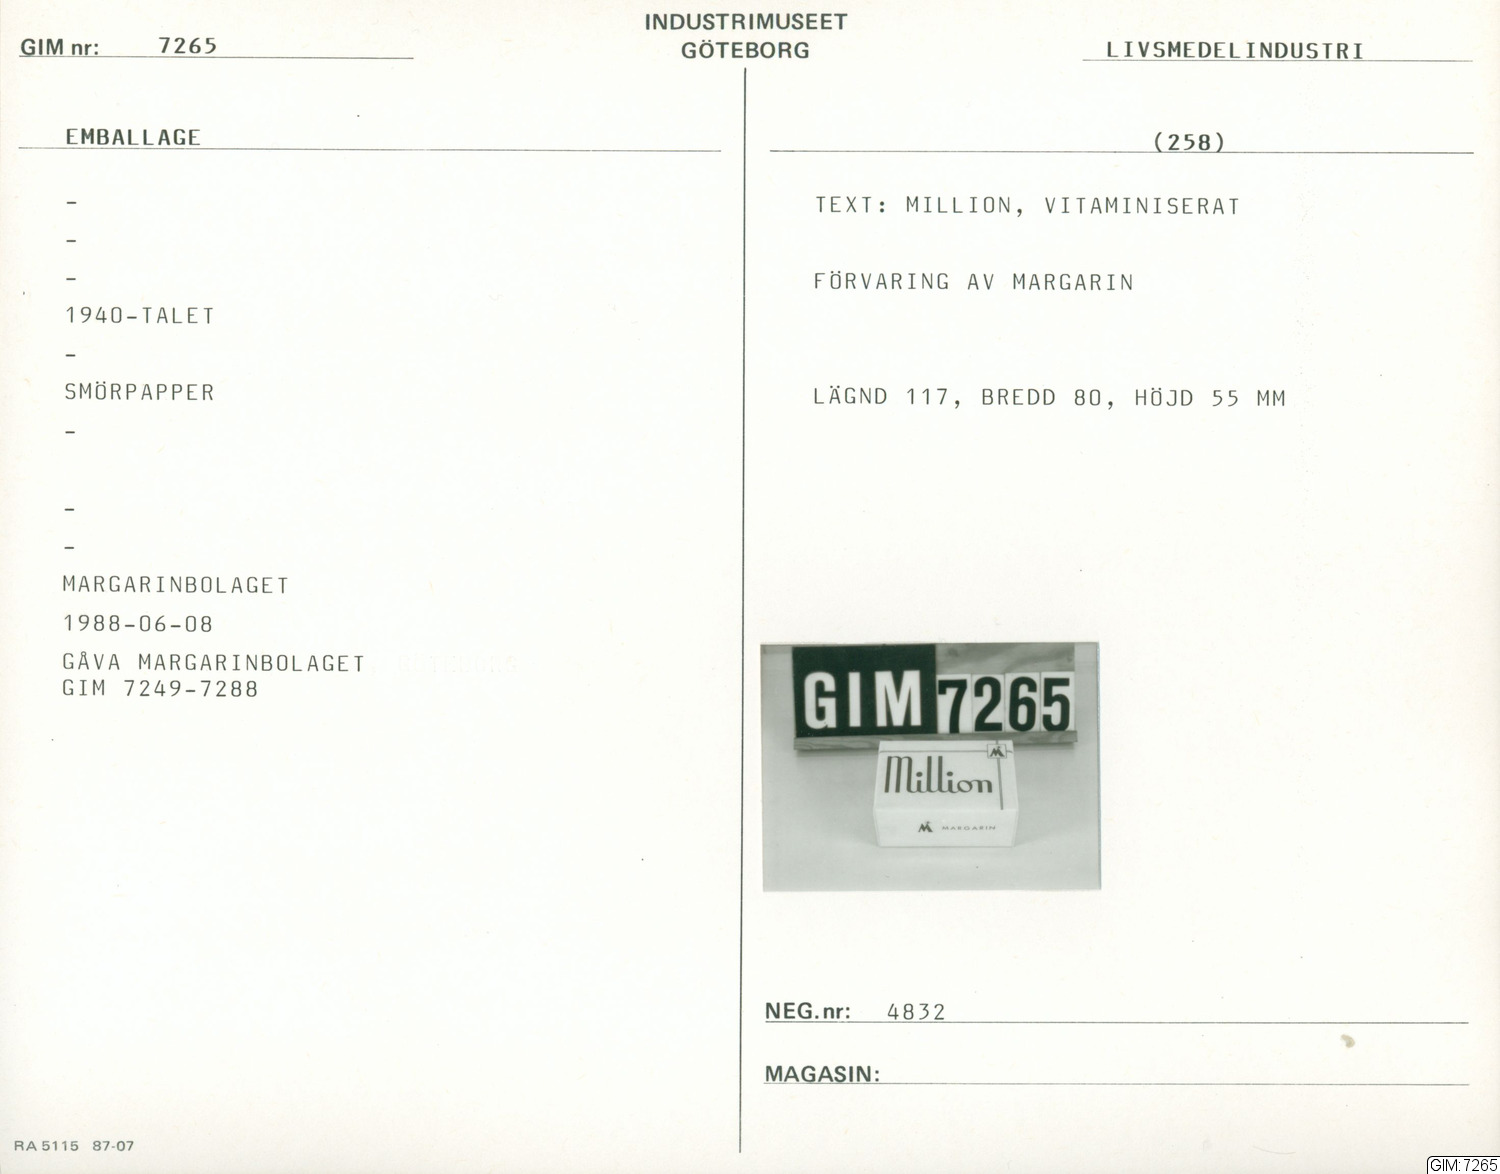 INDUSTRIMUSEET
GÖTEBORG
GIM nr: 7265
LIVSMEDELINDUSTRI
EMBALLAGE
(258)
-
-
-
1940-TALET
-
SMÖRPAPPER
-
-
-
MARGARINBOLAGET
1988-06-08
GÅVA MARGARINBOLAGET
GIM 7249-7288
TEXT: MILLION, VITAMINISERAT
FÖRVARING AV MARGARIN
LÄGND 117, BREDD 80, HÖJD 55 MM
GIM 7265
M
Million
M MARGARIN
NEG.nr: 4832
MAGASIN:
RA 5115 87-07
GIM:7265